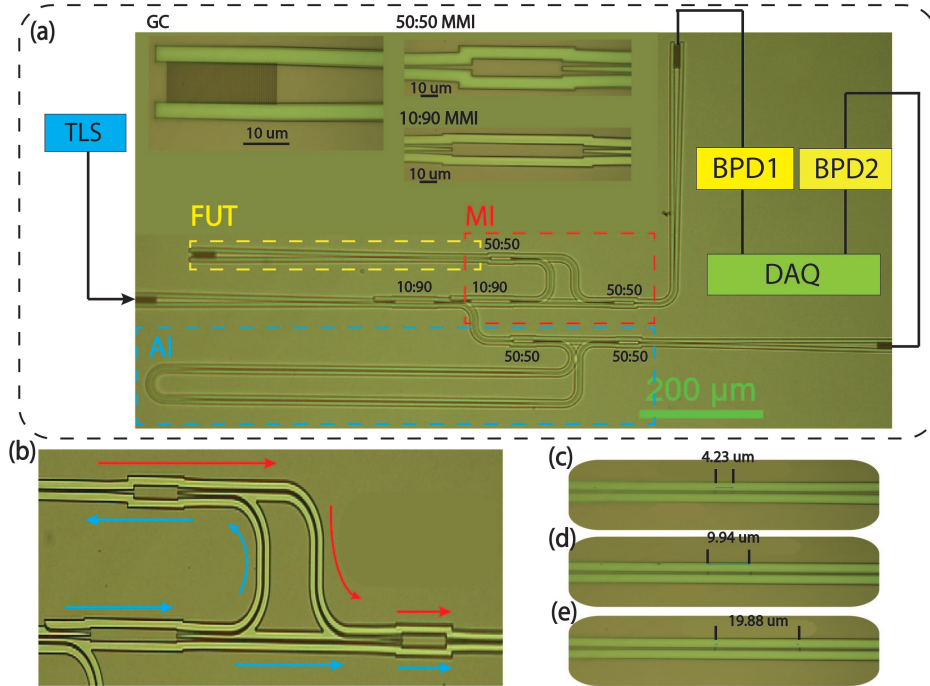 (a)
GC
50:50 MMI
10 um
10 um
10:90 MMI
10 um
TLS
BPD1
BPD2
DAQ
FUT
MI
50:50
10:90
10:90
50:50
AI
50:50
50:50
200 μm
(b)
(c)
4.23 um
(d)
9.94 um
(e)
19.88 um